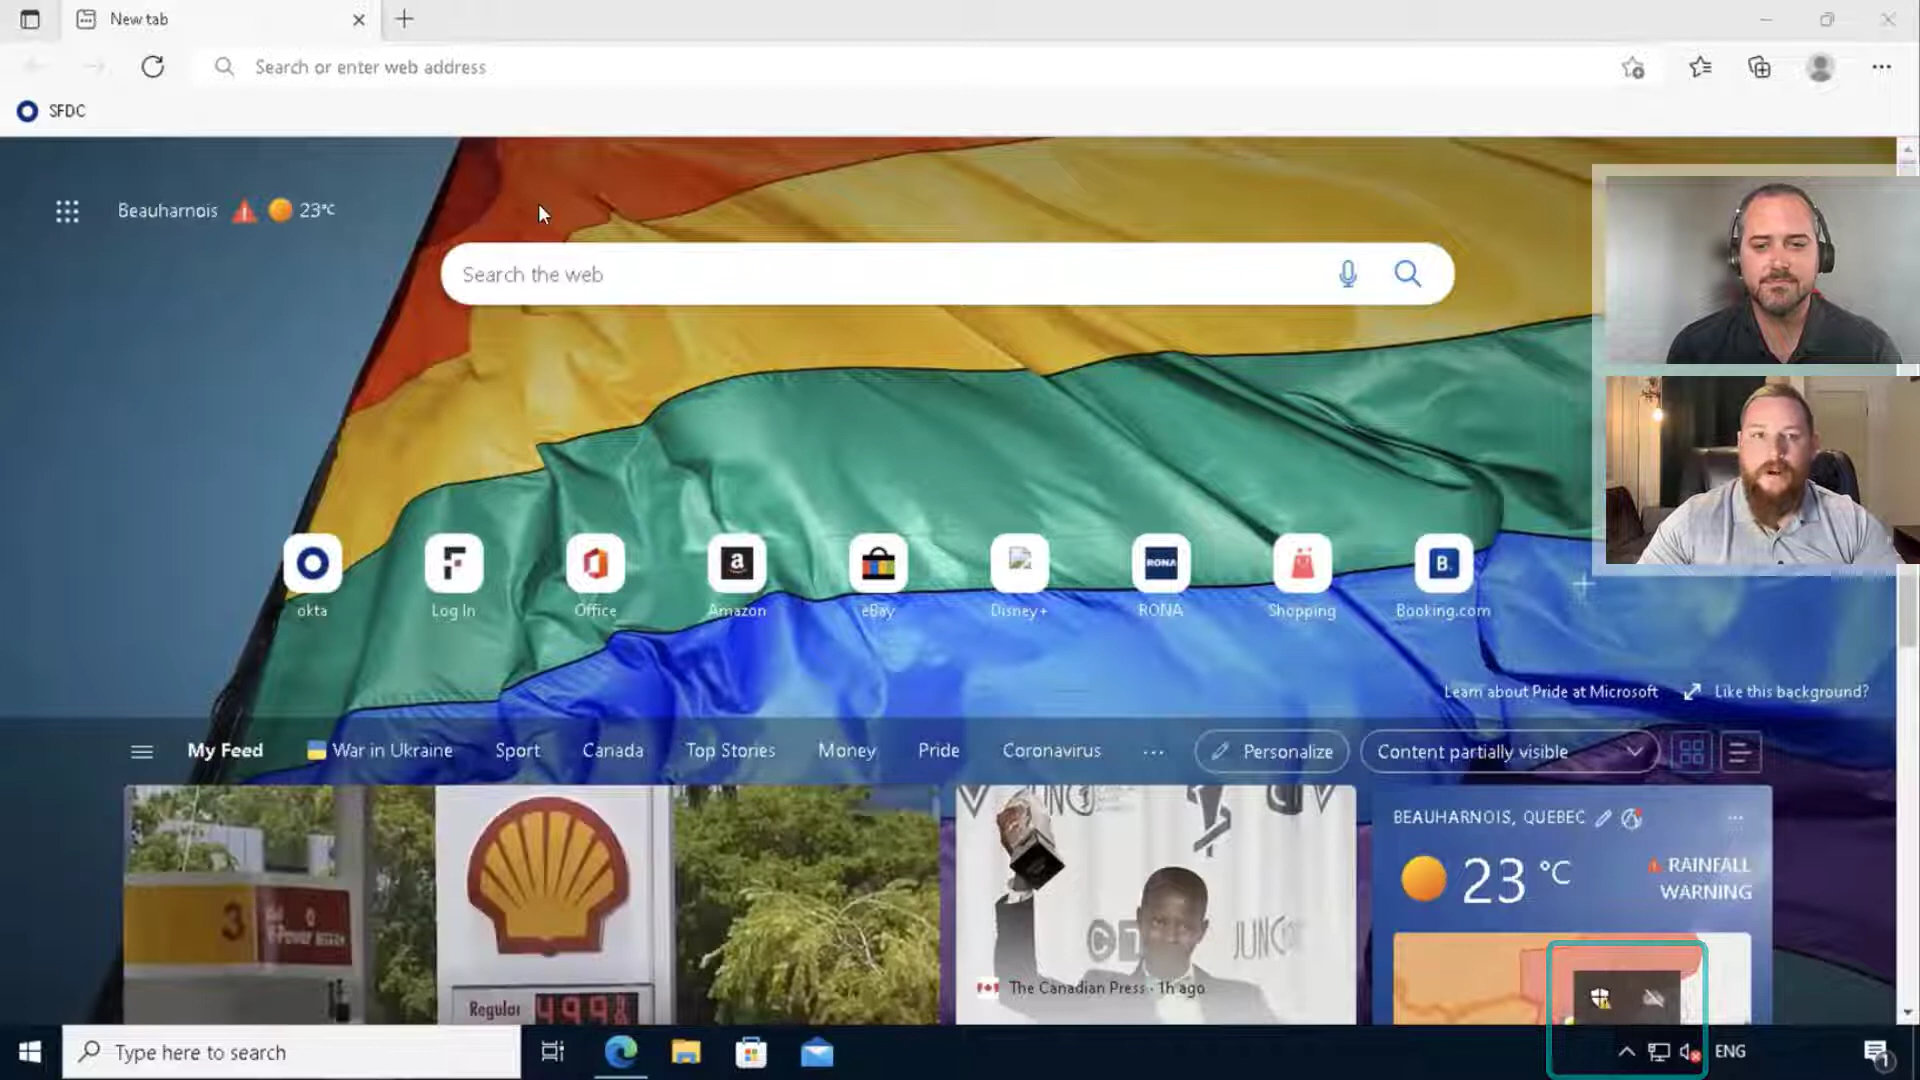 New tab
Search or enter web address
SFDC
Beauharnois 23°C
Search the web
okta
Log In
Office
Amazon
eBay
Disney+
RONA
Shopping
Booking.com
a
RONA
B.
Learn about Pride at Microsoft
Like this background?
My Feed
War in Ukraine
Sport
Canada
Top Stories
Money
Pride
Coronavirus
Personalize
Content partially visible
BEAUHARNOIS, QUEBEC
23 °C
RAINFALL
WARNING
3
Regular
The Canadian Press · 1h ago
Type here to search
ENG
1